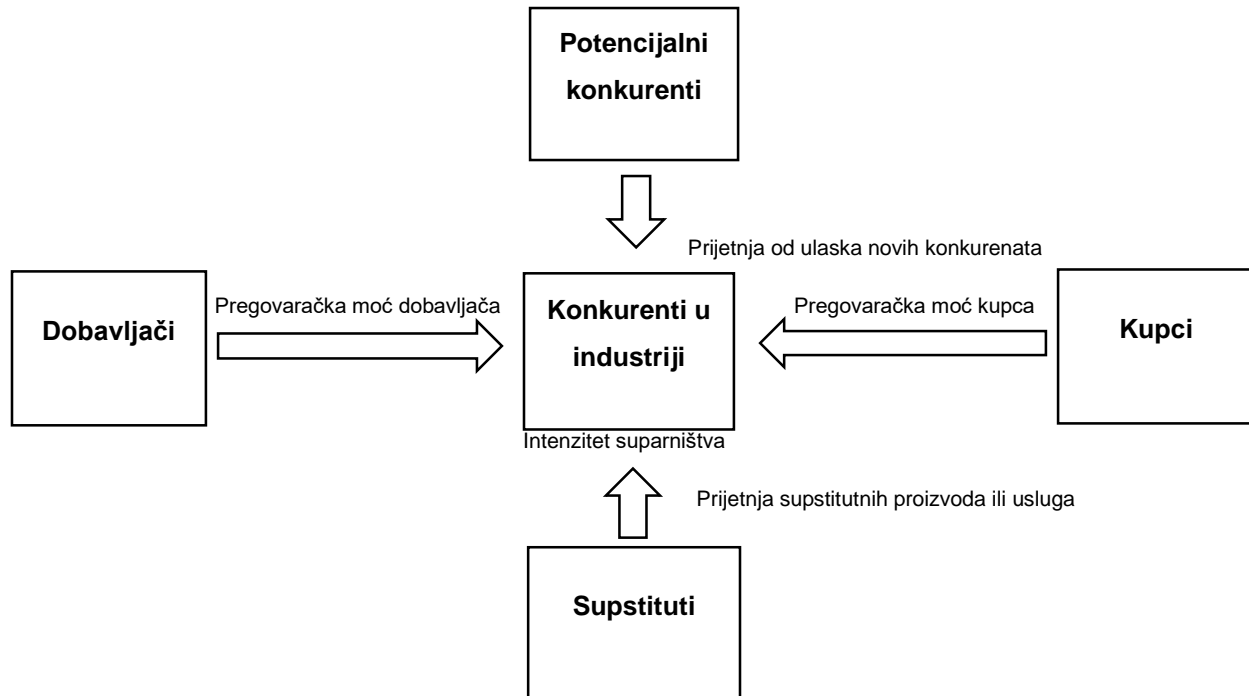 Potencijalni
konkurenti
Prijetnja od ulaska novih konkurenata
Dobavljači
Pregovaračka moć dobavljača
Konkurenti u
industriji
Pregovaračka moć kupca
Kupci
Intenzitet suparništva
Prijetnja supstitutnih proizvoda ili usluga
Supstituti